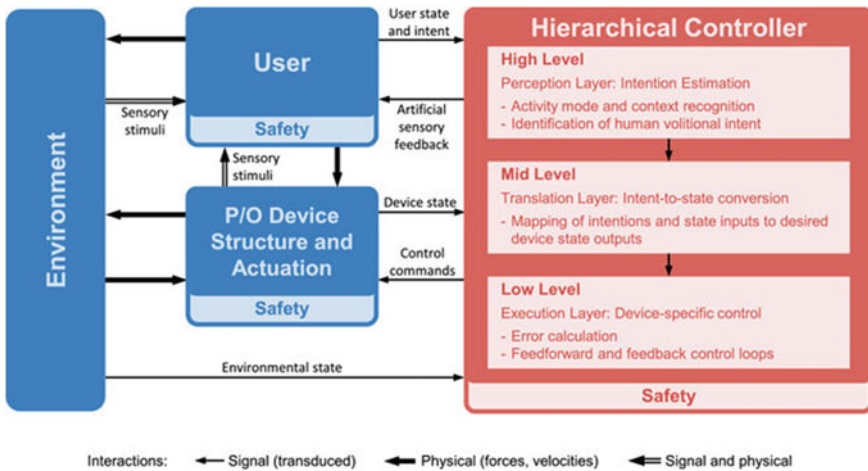 Environment
User
Safety
User state
and intent
Artificial
sensory
feedback
Sensory
stimuli
Sensory
stimuli
P/O Device
Structure and
Actuation
Safety
Device state
Control
commands
Environmental state
Hierarchical Controller
High Level
Perception Layer: Intention Estimation
- Activity mode and context recognition
- Identification of human volitional intent
Mid Level
Translation Layer: Intent-to-state conversion
- Mapping of intentions and state inputs to desired
device state outputs
Low Level
Execution Layer: Device-specific control
- Error calculation
- Feedforward and feedback control loops
Safety
Interactions: Signal (transduced) Physical (forces, velocities) Signal and physical